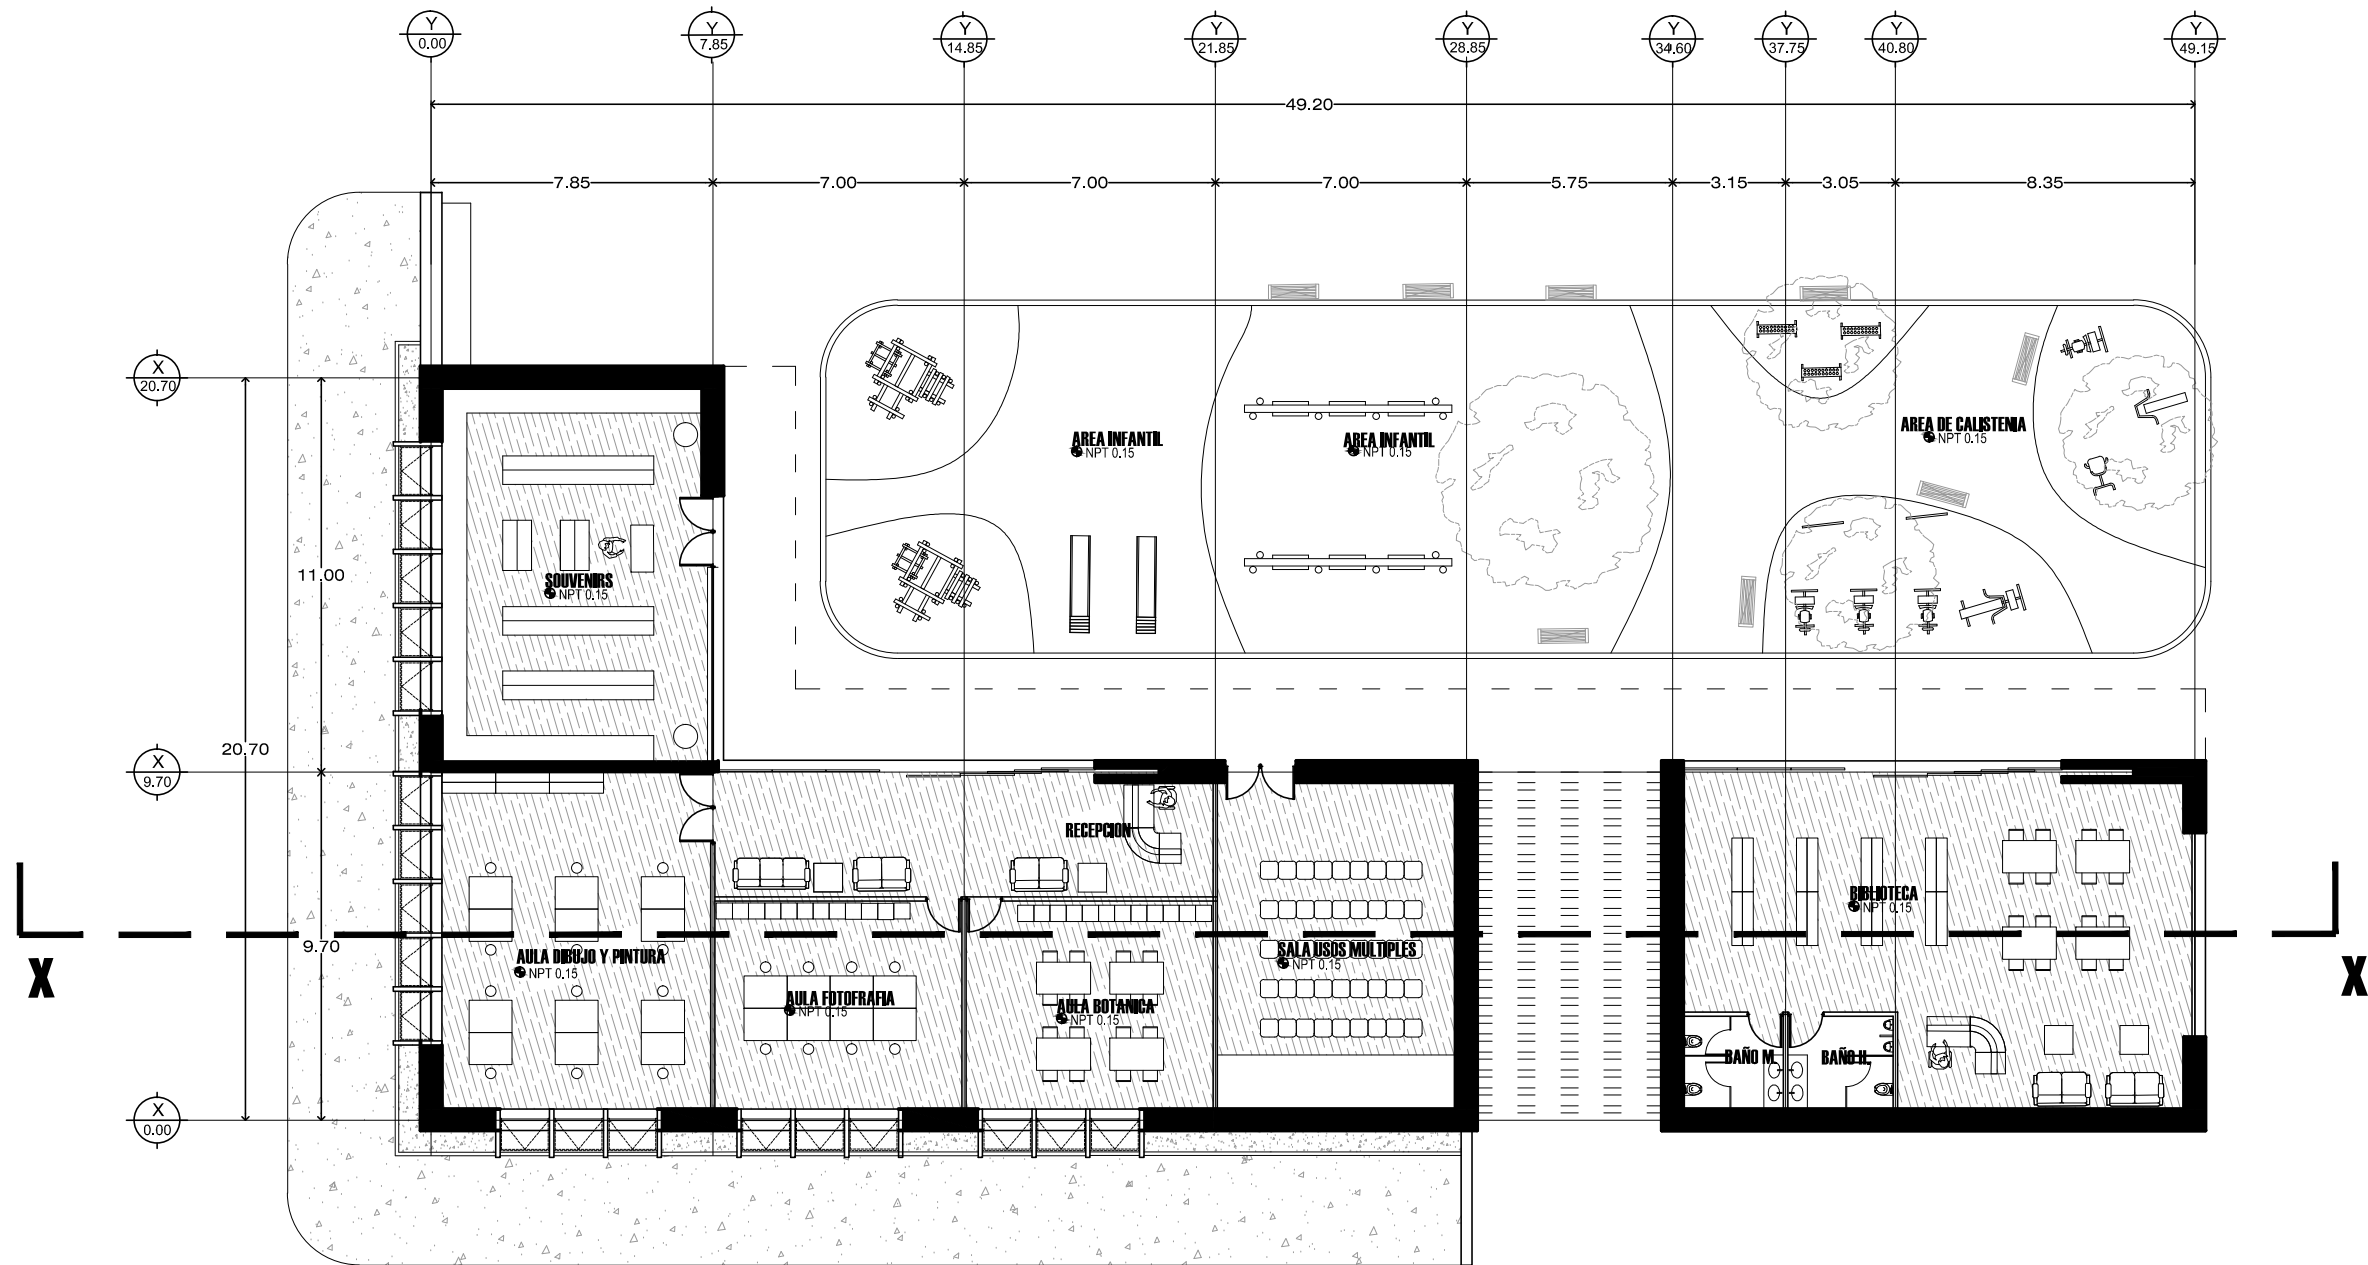 Y
0.00
Y
7.85
Y
14.85
Y
21.85
Y
28.85
Y
34.60
Y
37.75
Y
40.80
Y
49.15
49.20
7.85
7.00
7.00
7.00
5.75
3.15
3.05
8.35
X
20.70
AREA INFANTIL
NPT 0.15
AREA INFANTIL
NPT 0.15
AREA DE CALISTENIA
NPT 0.15
11.00
SOUVENIRS
NPT 0.15
20.70
X
9.70
RECEPCION
BIBLIOTECA
NPT 0.15
9.70
AULA DIBUJO Y PINTURA
NPT 0.15
SALA USOS MULTIPLES
NPT 0.15
X
X
AULA FOTOFRAFIA
NPT 0.15
AULA BOTANICA
NPT 0.15
BAÑO M.
BAÑO H.
X
0.00